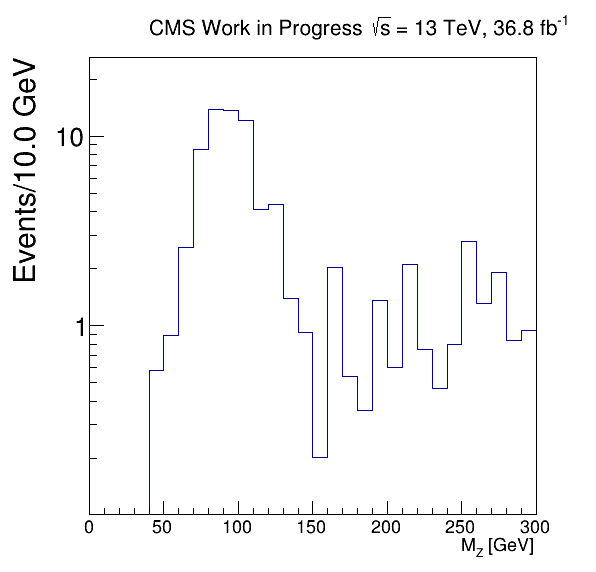 CMS Work in Progress √s = 13 TeV, 36.8 fb⁻¹
Events/10.0 GeV
10
1
0 50 100 150 200 250 300
M_Z [GeV]